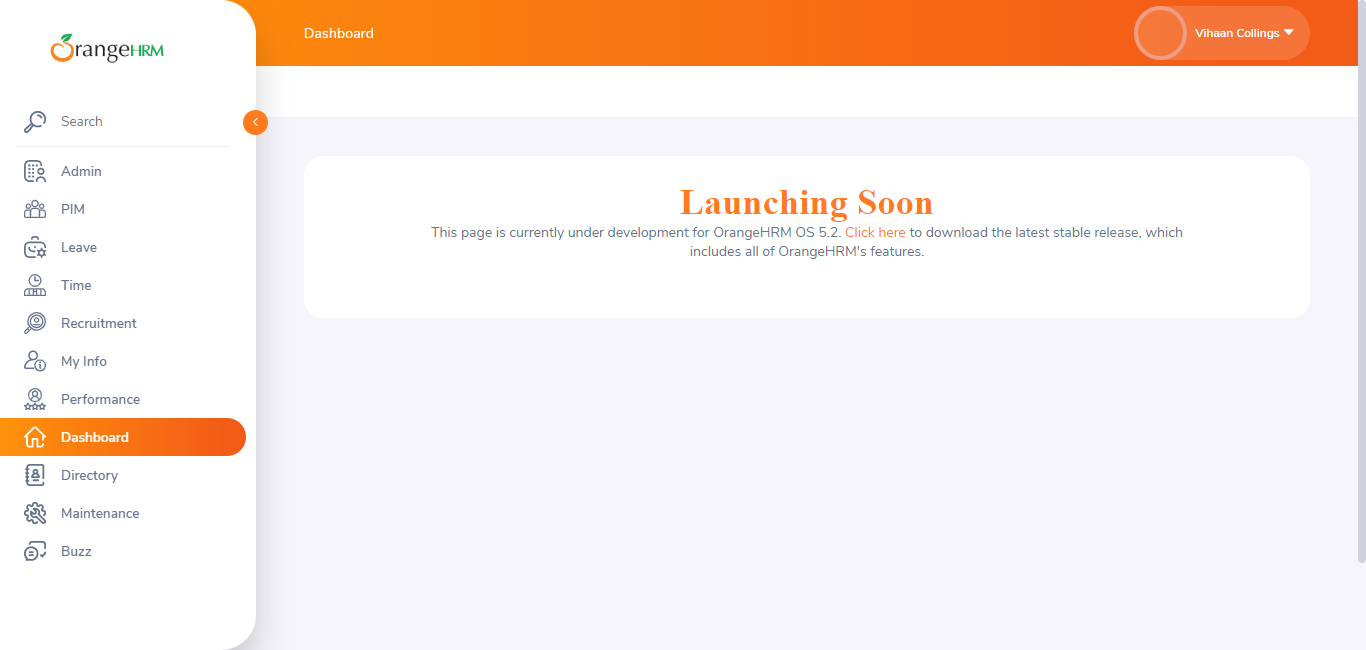 OrangeHRM
Dashboard
Vihaan Collings
Search
Admin
PIM
Leave
Time
Recruitment
My Info
Performance
Dashboard
Directory
Maintenance
Buzz
Launching Soon
This page is currently under development for OrangeHRM OS 5.2. Click here to download the latest stable release, which
includes all of OrangeHRM's features.